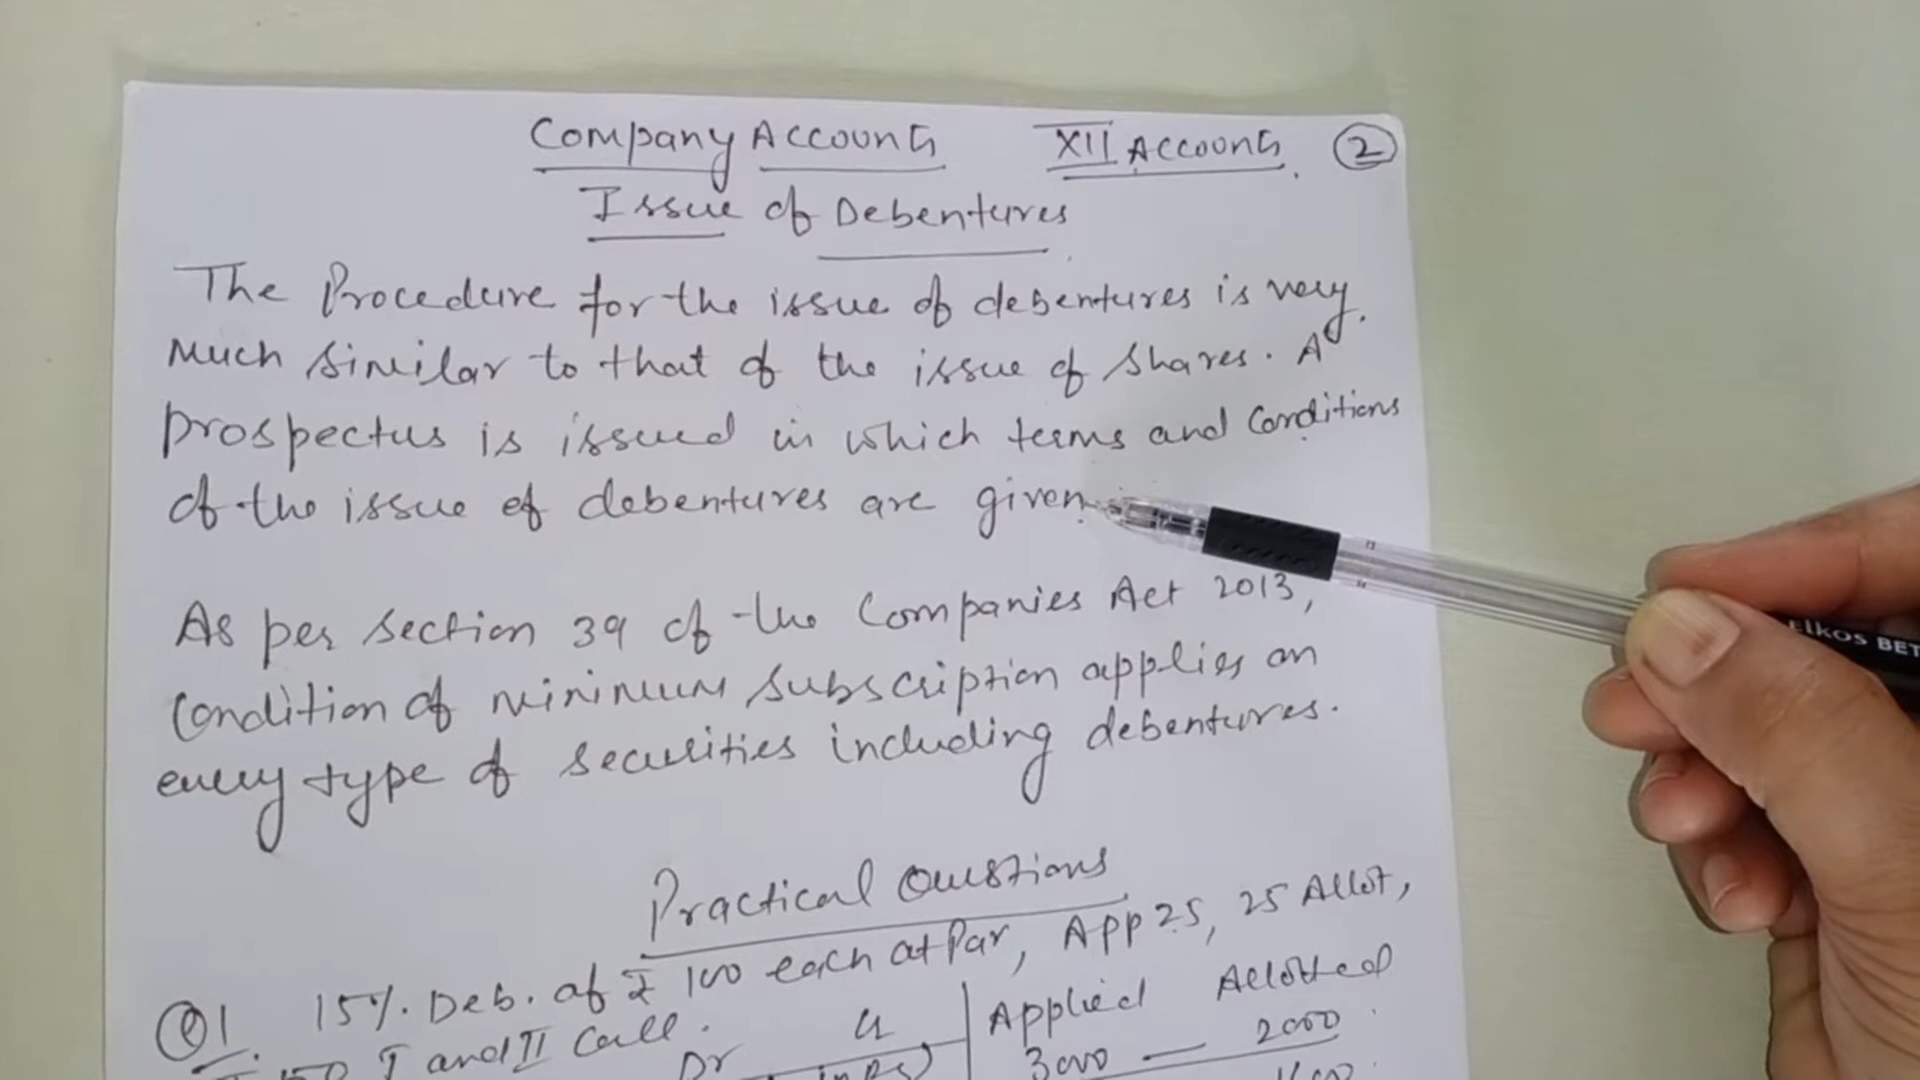 Company Accounts XII Accounts. 2
Issue of Debentures
The Procedure for the issue of debentures is very
Much similar to that of the issue of shares. A
prospectus is issued in which terms and conditions
of the issue of debentures are given.
As per section 39 of the Companies Act 2013,
Condition of minimum subscription applies on
every type of securities including debentures.
Practical Questions
Q1. 15%. Deb. of ₹ 100 each at Par, App 25, 25 Allot,
I and II Call.
Applied Allotted
3000 — 2000
Dr
Elkos BET